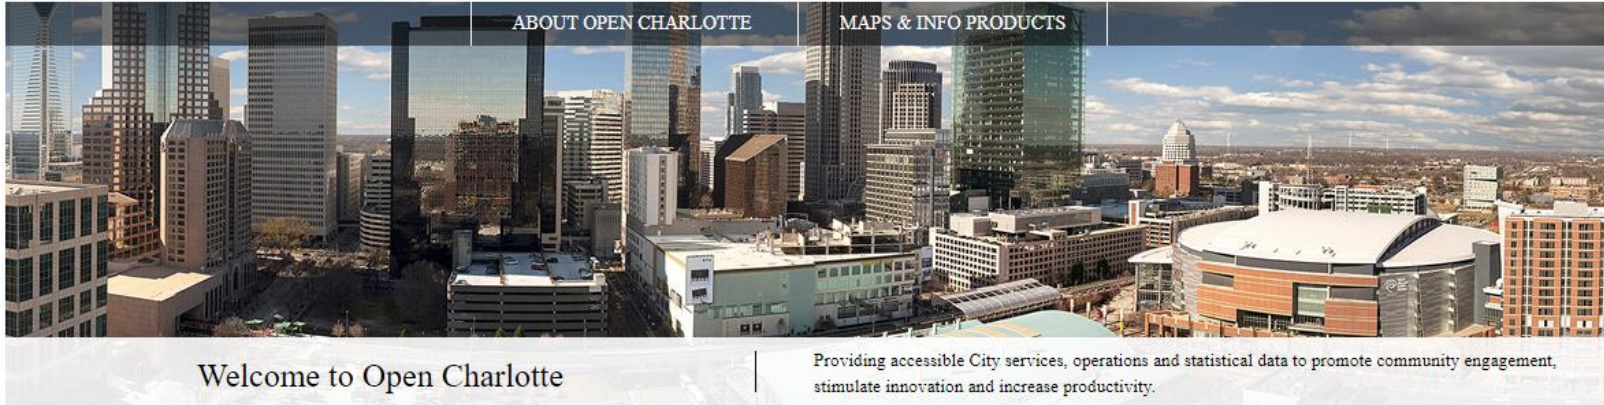 ABOUT OPEN CHARLOTTE
MAPS & INFO PRODUCTS
Welcome to Open Charlotte
Providing accessible City services, operations and statistical data to promote community engagement,
stimulate innovation and increase productivity.